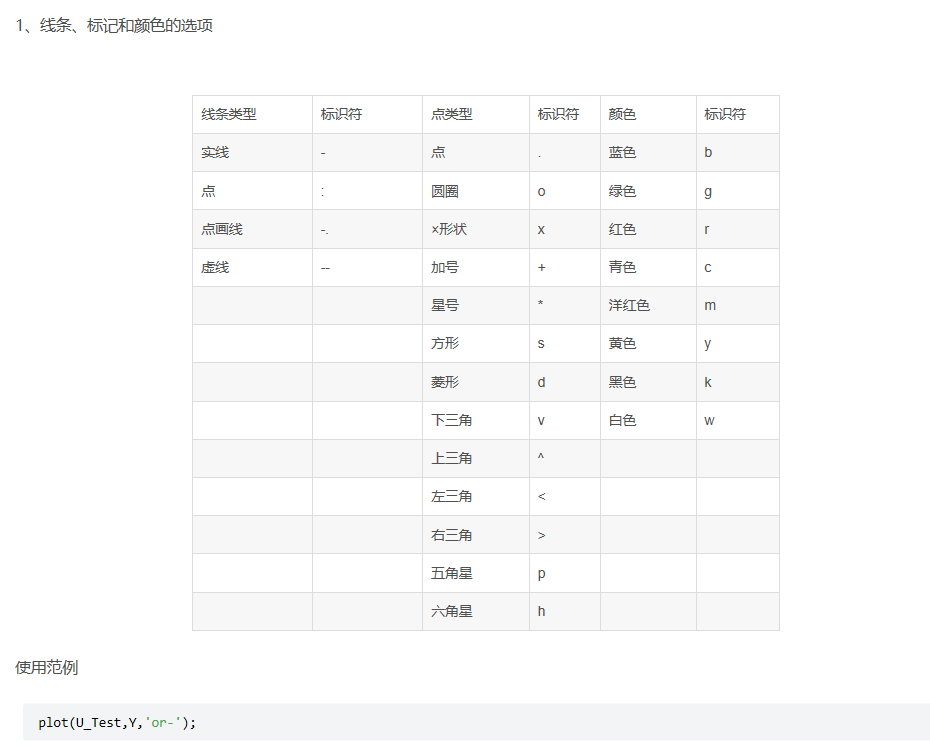 1、线条、标记和颜色的选项
线条类型 标识符 点类型 标识符 颜色 标识符
实线 - 点 . 蓝色 b
点 : 圆圈 o 绿色 g
点画线 -. ×形状 x 红色 r
虚线 -- 加号 + 青色 c
星号 * 洋红色 m
方形 s 黄色 y
菱形 d 黑色 k
下三角 v 白色 w
上三角 ^
左三角 <
右三角 >
五角星 p
六角星 h
使用范例
plot(U_Test,Y,'or-');